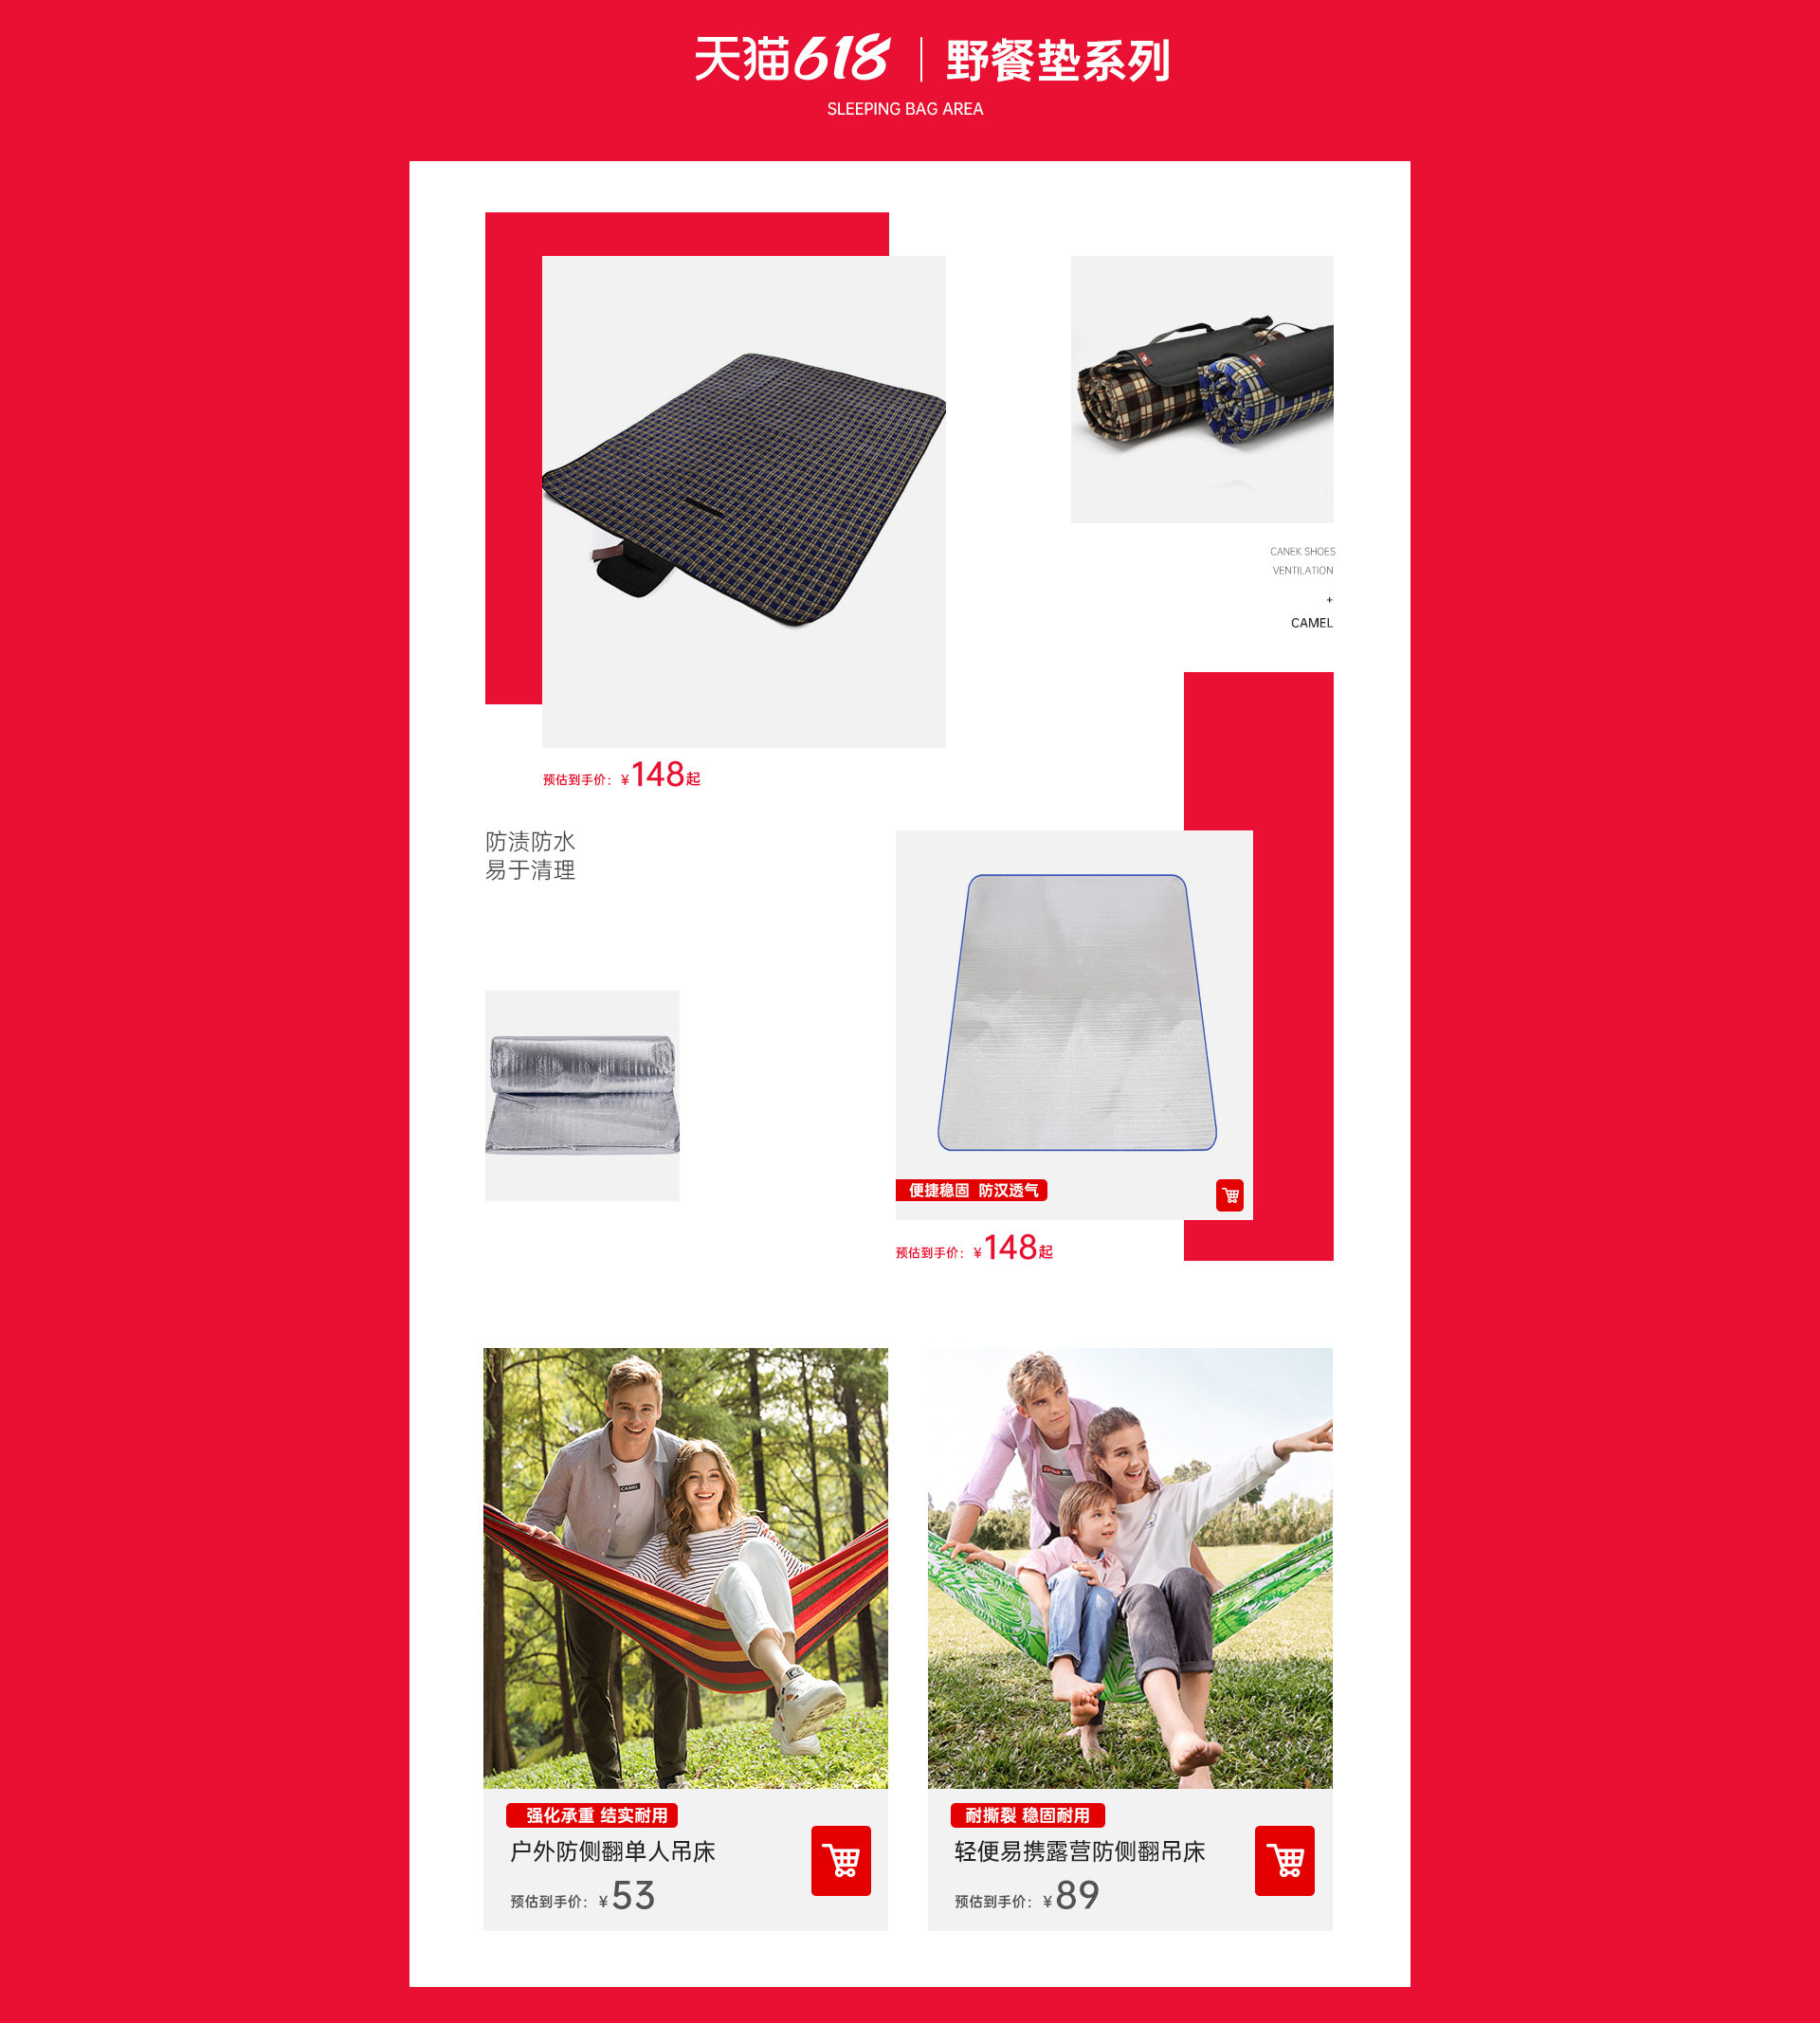 天猫618 | 野餐垫系列
SLEEPING BAG AREA
CANEK SHOES
VENTILATION
+
CAMEL
预估到手价：¥148起
防渍防水
易于清理
便捷稳固 防汉透气
预估到手价：¥148起
CAMEL
强化承重 结实耐用
户外防侧翻单人吊床
预估到手价：¥53
耐撕裂 稳固耐用
轻便易携露营防侧翻吊床
预估到手价：¥89